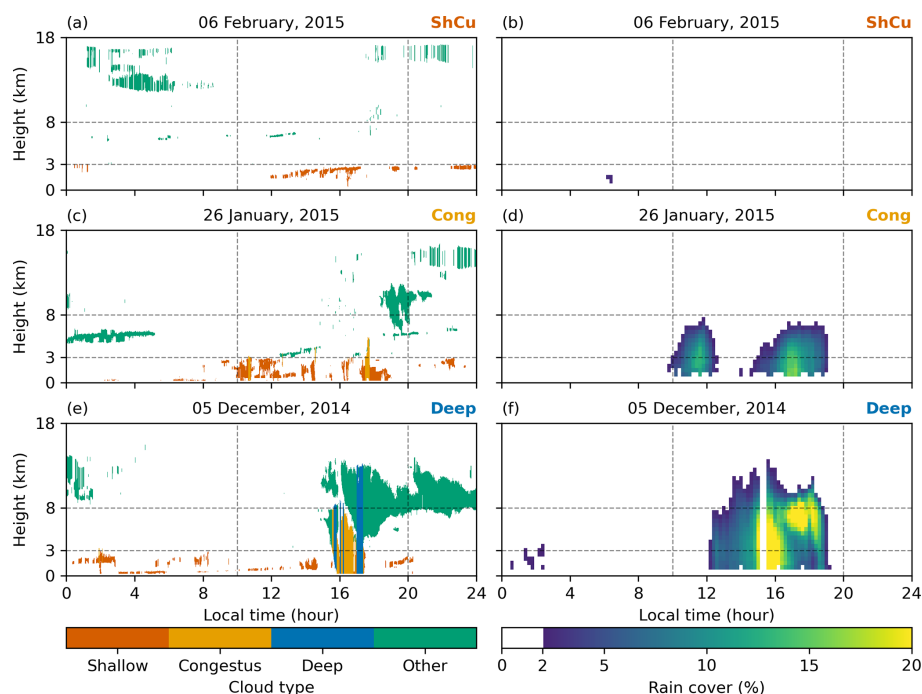 (a) 06 February, 2015 ShCu
(b) 06 February, 2015 ShCu
18
8
3
0
Height (km)
(c) 26 January, 2015 Cong
(d) 26 January, 2015 Cong
18
8
3
0
Height (km)
(e) 05 December, 2014 Deep
(f) 05 December, 2014 Deep
18
8
3
0
Height (km)
0 4 8 12 16 20 24
0 4 8 12 16 20 24
Local time (hour)
Local time (hour)
Shallow Congestus Deep Other
0 2 5 10 15 20
Cloud type
Rain cover (%)